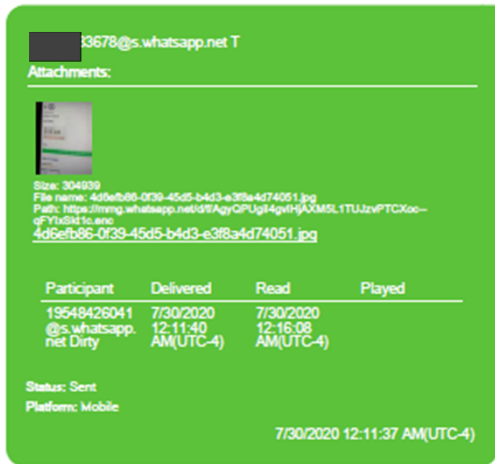 33678@s.whatsapp.net T
Attachments:
Size: 304939
File name: 4d6efb86-0f39-45d5-b4d3-e3f8a4d74051.jpg
4d6efb86-0f39-45d5-b4d3-e3f8a4d74051.jpg
Participant Delivered Read Played
19548426041 7/30/2020 7/30/2020
@s.whatsapp. 12:11:40 12:16:08
net Dirty AM(UTC-4) AM(UTC-4)
Status: Sent
Platform: Mobile
7/30/2020 12:11:37 AM(UTC-4)